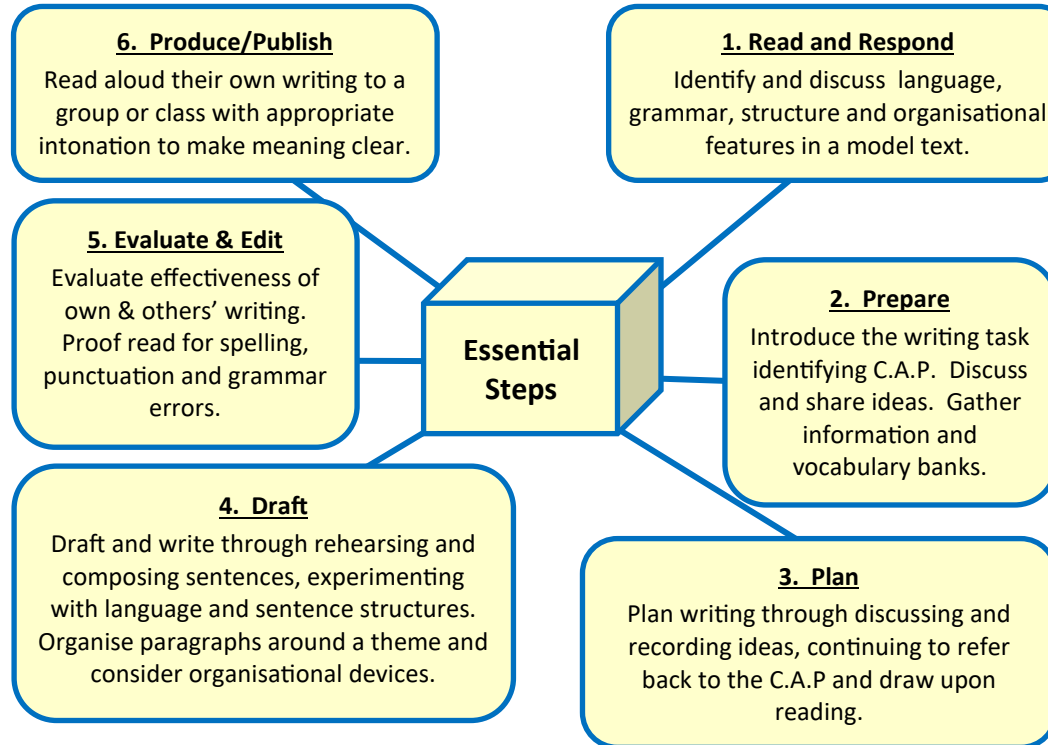 Essential
Steps
1. Read and Respond
Identify and discuss language,
grammar, structure and organisational
features in a model text.
2. Prepare
Introduce the writing task
identifying C.A.P. Discuss
and share ideas. Gather
information and
vocabulary banks.
3. Plan
Plan writing through discussing and
recording ideas, continuing to refer
back to the C.A.P and draw upon
reading.
4. Draft
Draft and write through rehearsing and
composing sentences, experimenting
with language and sentence structures.
Organise paragraphs around a theme and
consider organisational devices.
5. Evaluate & Edit
Evaluate effectiveness of
own & others’ writing.
Proof read for spelling,
punctuation and grammar
errors.
6. Produce/Publish
Read aloud their own writing to a
group or class with appropriate
intonation to make meaning clear.